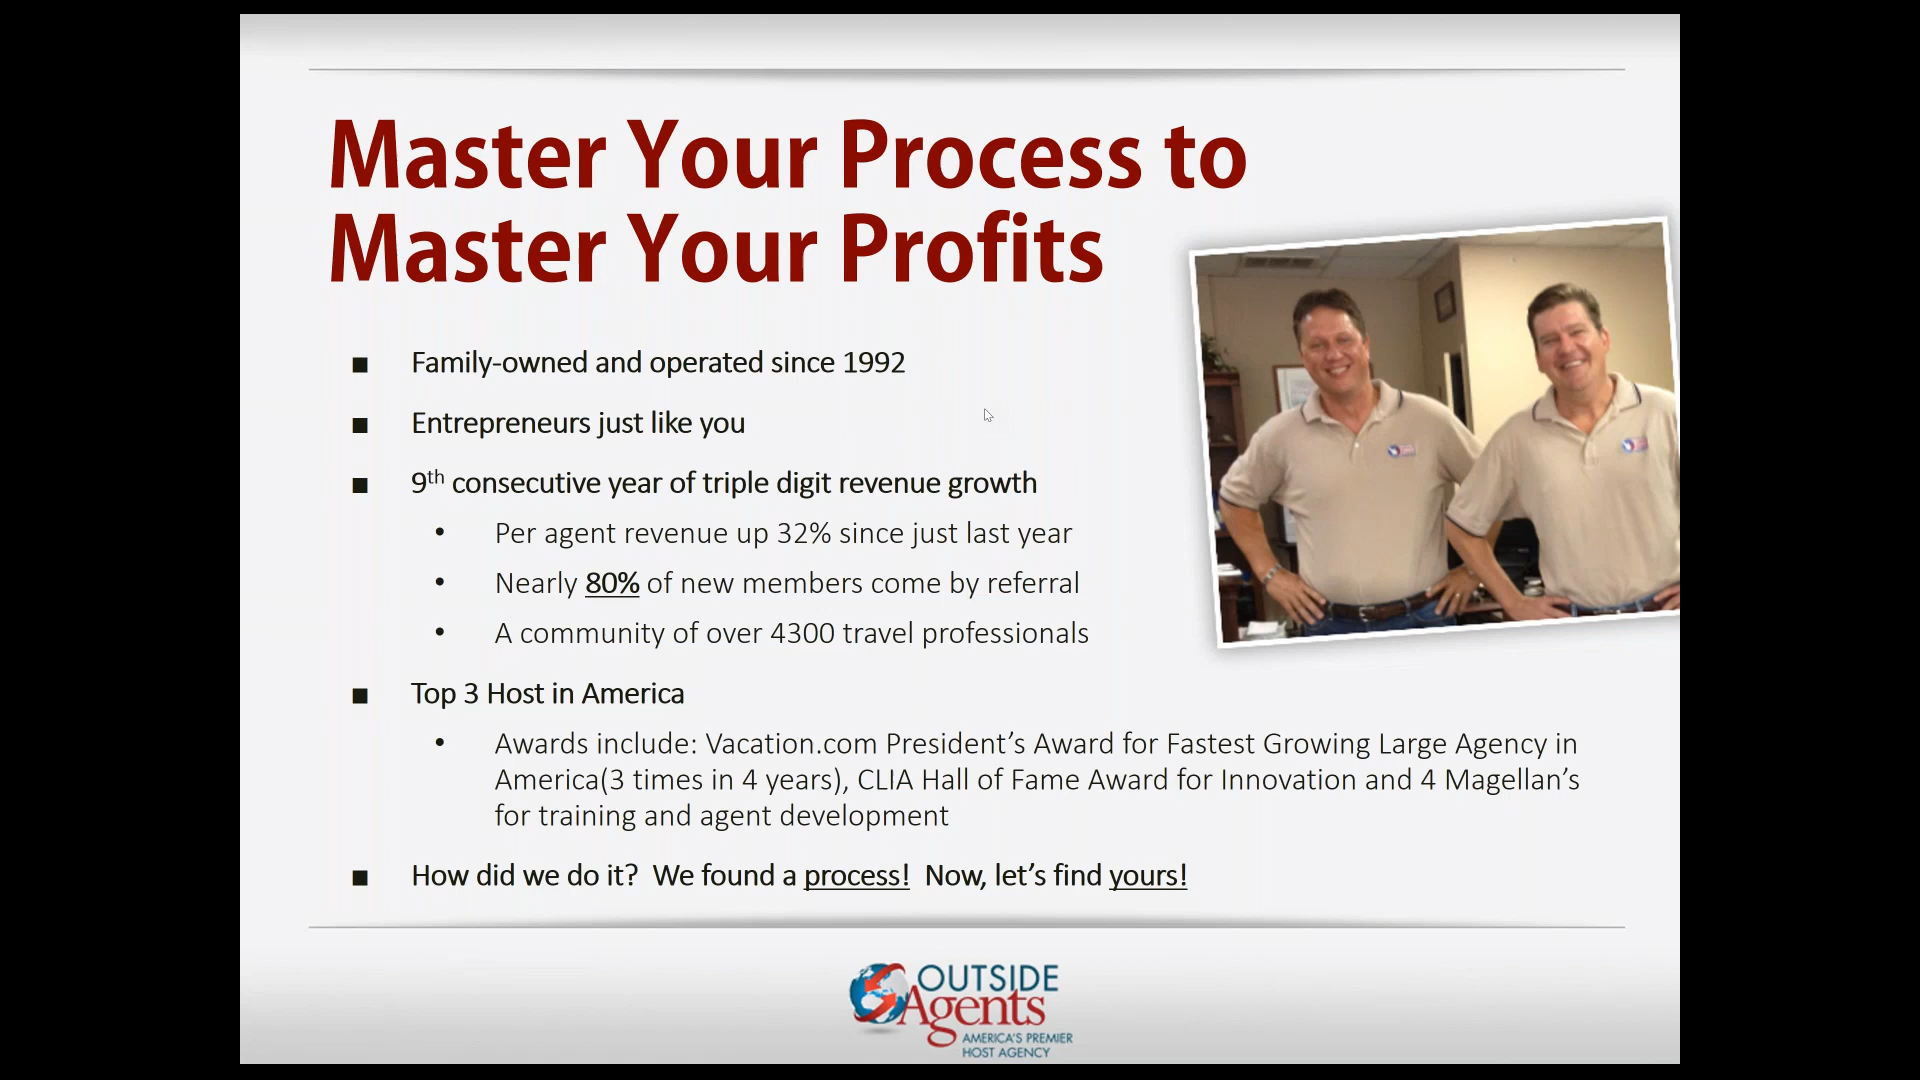 Master Your Process to
Master Your Profits
■ Family-owned and operated since 1992
■ Entrepreneurs just like you
■ 9th consecutive year of triple digit revenue growth
• Per agent revenue up 32% since just last year
• Nearly 80% of new members come by referral
• A community of over 4300 travel professionals
■ Top 3 Host in America
• Awards include: Vacation.com President’s Award for Fastest Growing Large Agency in
America(3 times in 4 years), CLIA Hall of Fame Award for Innovation and 4 Magellan’s
for training and agent development
■ How did we do it? We found a process! Now, let’s find yours!
OUTSIDE
Agents
AMERICA'S PREMIER
HOST AGENCY